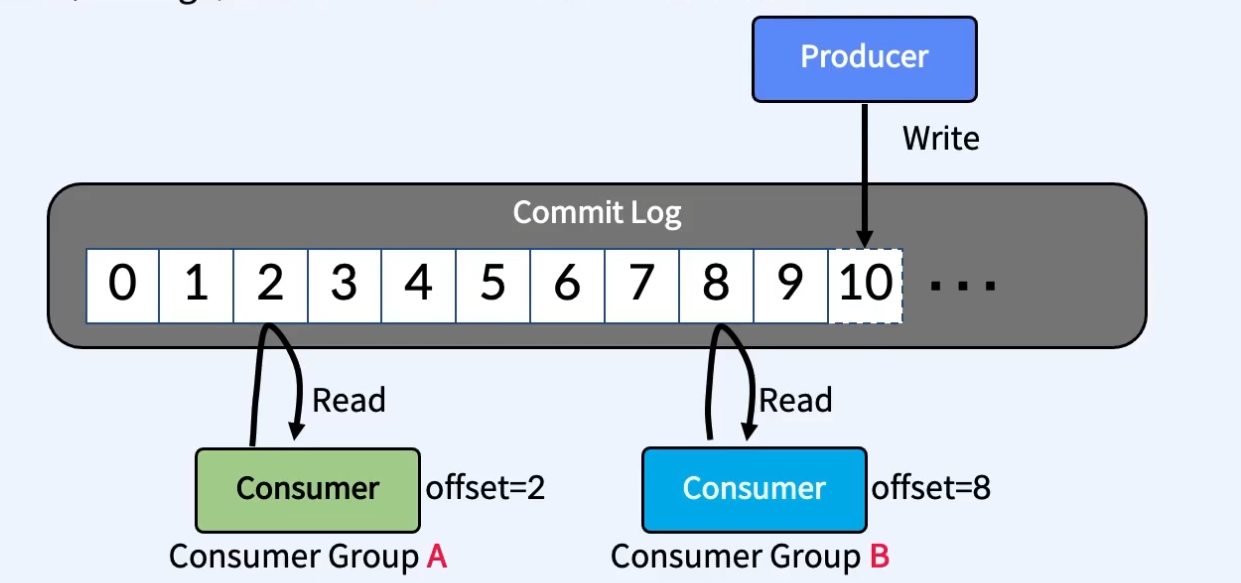 Producer
Write
Commit Log
0 1 2 3 4 5 6 7 8 9 10 ...
Read
Read
Consumer offset=2
Consumer offset=8
Consumer Group A
Consumer Group B